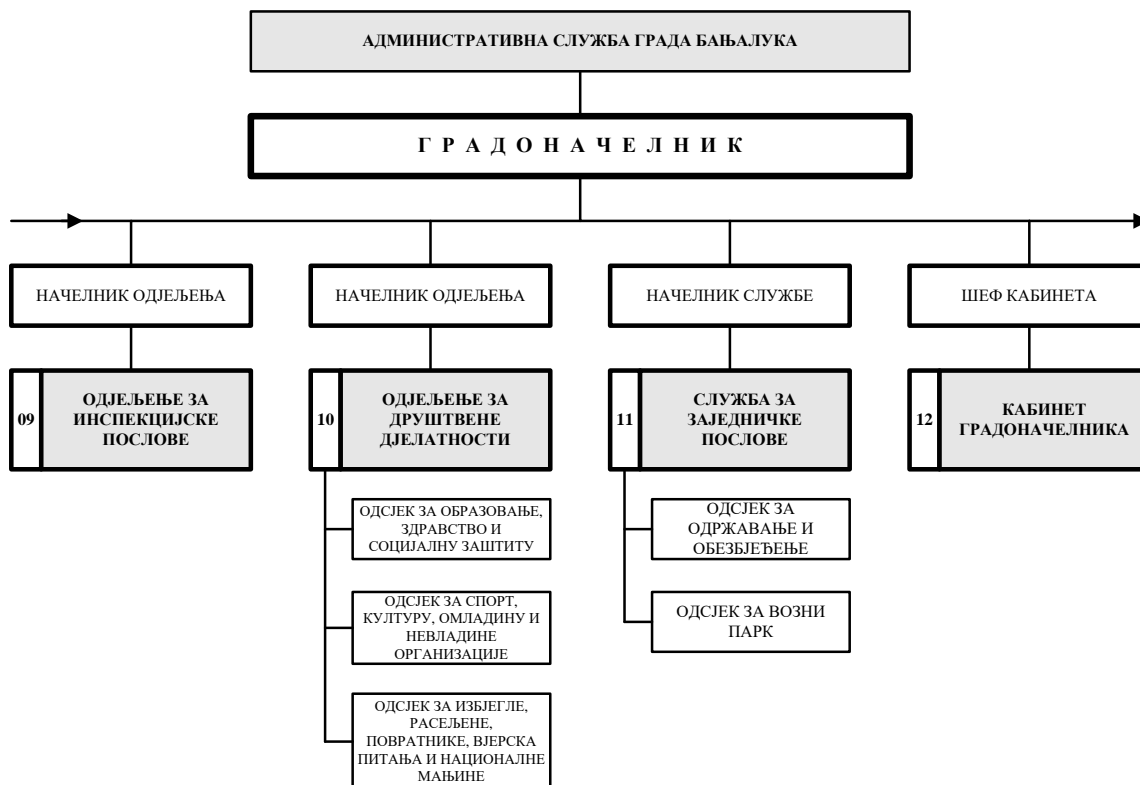 АДМИНИСТРАТИВНА СЛУЖБА ГРАДА БАЊАЛУКА
Г Р А Д О Н А Ч Е Л Н И К
НАЧЕЛНИК ОДЈЕЉЕЊА
НАЧЕЛНИК ОДЈЕЉЕЊА
НАЧЕЛНИК СЛУЖБЕ
ШЕФ КАБИНЕТА
09
ОДЈЕЉЕЊЕ ЗА
ИНСПЕКЦИЈСКЕ
ПОСЛОВЕ
10
ОДЈЕЉЕЊЕ ЗА
ДРУШТВЕНЕ
ДЈЕЛАТНОСТИ
11
СЛУЖБА ЗА
ЗАЈЕДНИЧКЕ
ПОСЛОВЕ
12
КАБИНЕТ
ГРАДОНАЧЕЛНИКА
ОДСЈЕК ЗА ОБРАЗОВАЊЕ,
ЗДРАВСТВО И
СОЦИЈАЛНУ ЗАШТИТУ
ОДСЈЕК ЗА СПОРТ,
КУЛТУРУ, ОМЛАДИНУ И
НЕВЛАДИНЕ
ОРГАНИЗАЦИЈЕ
ОДСЈЕК ЗА ИЗБЈЕГЛЕ,
РАСЕЉЕНЕ,
ПОВРАТНИКЕ, ВЈЕРСКА
ПИТАЊА И НАЦИОНАЛНЕ
МАЊИНЕ
ОДСЈЕК ЗА
ОДРЖАВАЊЕ И
ОБЕЗБЈЕЂЕЊЕ
ОДСЈЕК ЗА ВОЗНИ
ПАРК